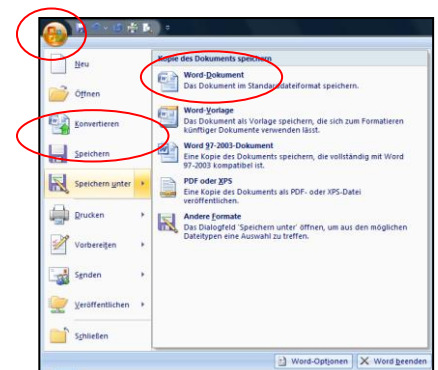 Neu
Öffnen
Konvertieren
Speichern
Speichern unter
Drucken
Vorbereiten
Senden
Veröffentlichen
Schließen
Kopie des Dokuments speichern
Word-Dokument
Das Dokument im Standarddateiformat speichern.
Word-Vorlage
Das Dokument als Vorlage speichern, die sich zum Formatieren
künftiger Dokumente verwenden lässt.
Word 97-2003-Dokument
Eine Kopie des Dokuments speichern, die vollständig mit Word
97-2003 kompatibel ist.
PDF oder XPS
Eine Kopie des Dokuments als PDF- oder XPS-Datei
veröffentlichen.
Andere Formate
Das Dialogfeld 'Speichern unter' öffnen, um aus den möglichen
Dateitypen eine Auswahl zu treffen.
Word-Optionen
Word beenden